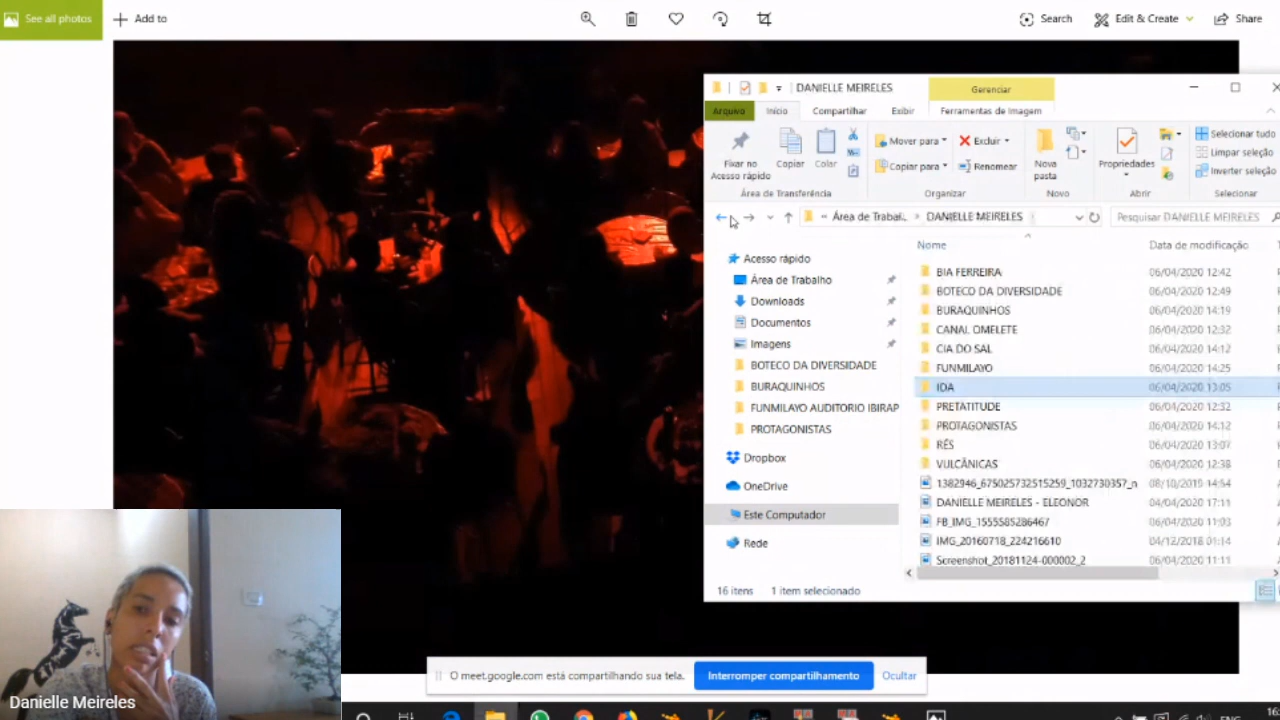 See all photos
Add to
Search
Edit & Create
Share
DANIELLE MEIRELES
Gerenciar
Arquivo
Início
Compartilhar
Exibir
Ferramentas de Imagem
Fixar no
Acesso rápido
Copiar
Colar
Mover para
Copiar para
Excluir
Renomear
Nova
pasta
Propriedades
Selecionar tudo
Limpar seleção
Inverter seleção
Área de Transferência
Organizar
Novo
Abrir
Selecionar
Área de Trabal...
DANIELLE MEIRELES
Pesquisar DANIELLE MEIRELES
Acesso rápido
Área de Trabalho
Downloads
Documentos
Imagens
BOTECO DA DIVERSIDADE
BURAQUINHOS
FUNMILAYO AUDITORIO IBIRAP
PROTAGONISTAS
Dropbox
OneDrive
Este Computador
Rede
Nome
Data de modificação
BIA FERREIRA 06/04/2020 12:42
BOTECO DA DIVERSIDADE 06/04/2020 12:49
BURAQUINHOS 06/04/2020 14:19
CANAL OMELETE 06/04/2020 12:32
CIA DO SAL 06/04/2020 14:12
FUNMILAYO 06/04/2020 14:25
IDA 06/04/2020 13:05
PRETATITUDE 06/04/2020 12:32
PROTAGONISTAS 06/04/2020 14:12
RÉS 06/04/2020 13:07
VULCÂNICAS 06/04/2020 12:38
1382946_675025732515259_1032730357_n 08/10/2019 14:54
DANIELLE MEIRELES - ELEONOR 04/04/2020 17:11
FB_IMG_1555585286467 06/04/2020 11:03
IMG_20160718_224216610 04/12/2018 01:14
Screenshot_20181124-000002_2 06/04/2020 11:11
16 itens
1 item selecionado
O meet.google.com está compartilhando sua tela.
Interromper compartilhamento
Ocultar
Danielle Meireles